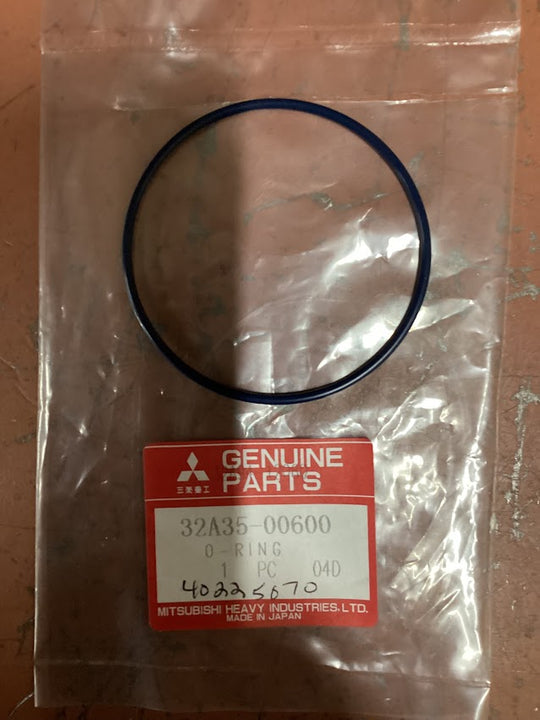 GENUINE
PARTS
三菱重工
32A35-00600
O-RING
1 PC 04D
40225070
MITSUBISHI HEAVY INDUSTRIES, LTD.
MADE IN JAPAN